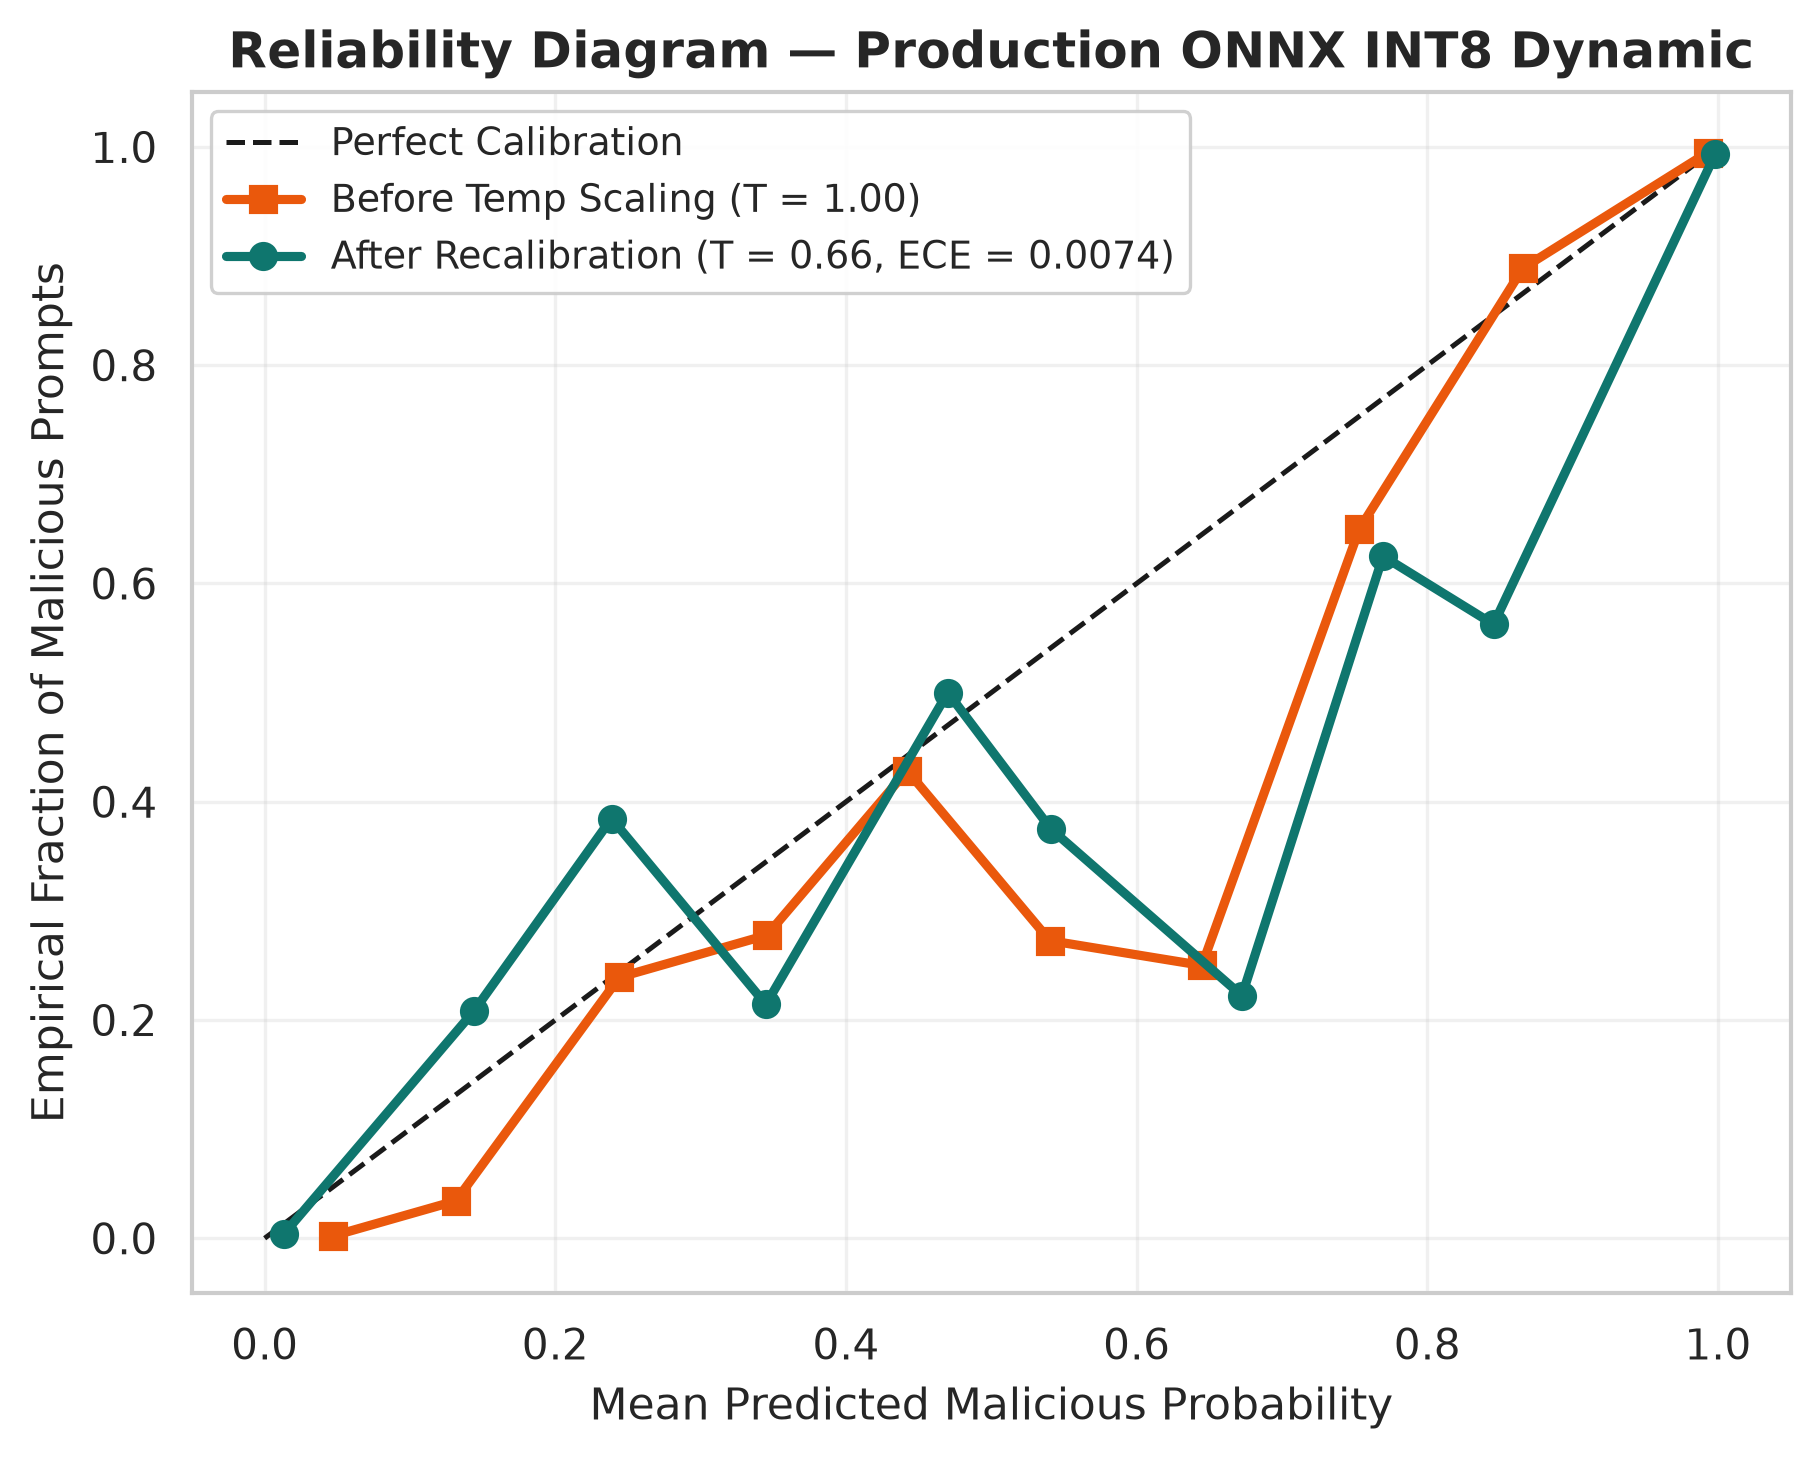 Reliability Diagram — Production ONNX INT8 Dynamic
Perfect Calibration
Before Temp Scaling (T = 1.00)
After Recalibration (T = 0.66, ECE = 0.0074)
Empirical Fraction of Malicious Prompts
1.0
0.8
0.6
0.4
0.2
0.0
0.0 0.2 0.4 0.6 0.8 1.0
Mean Predicted Malicious Probability